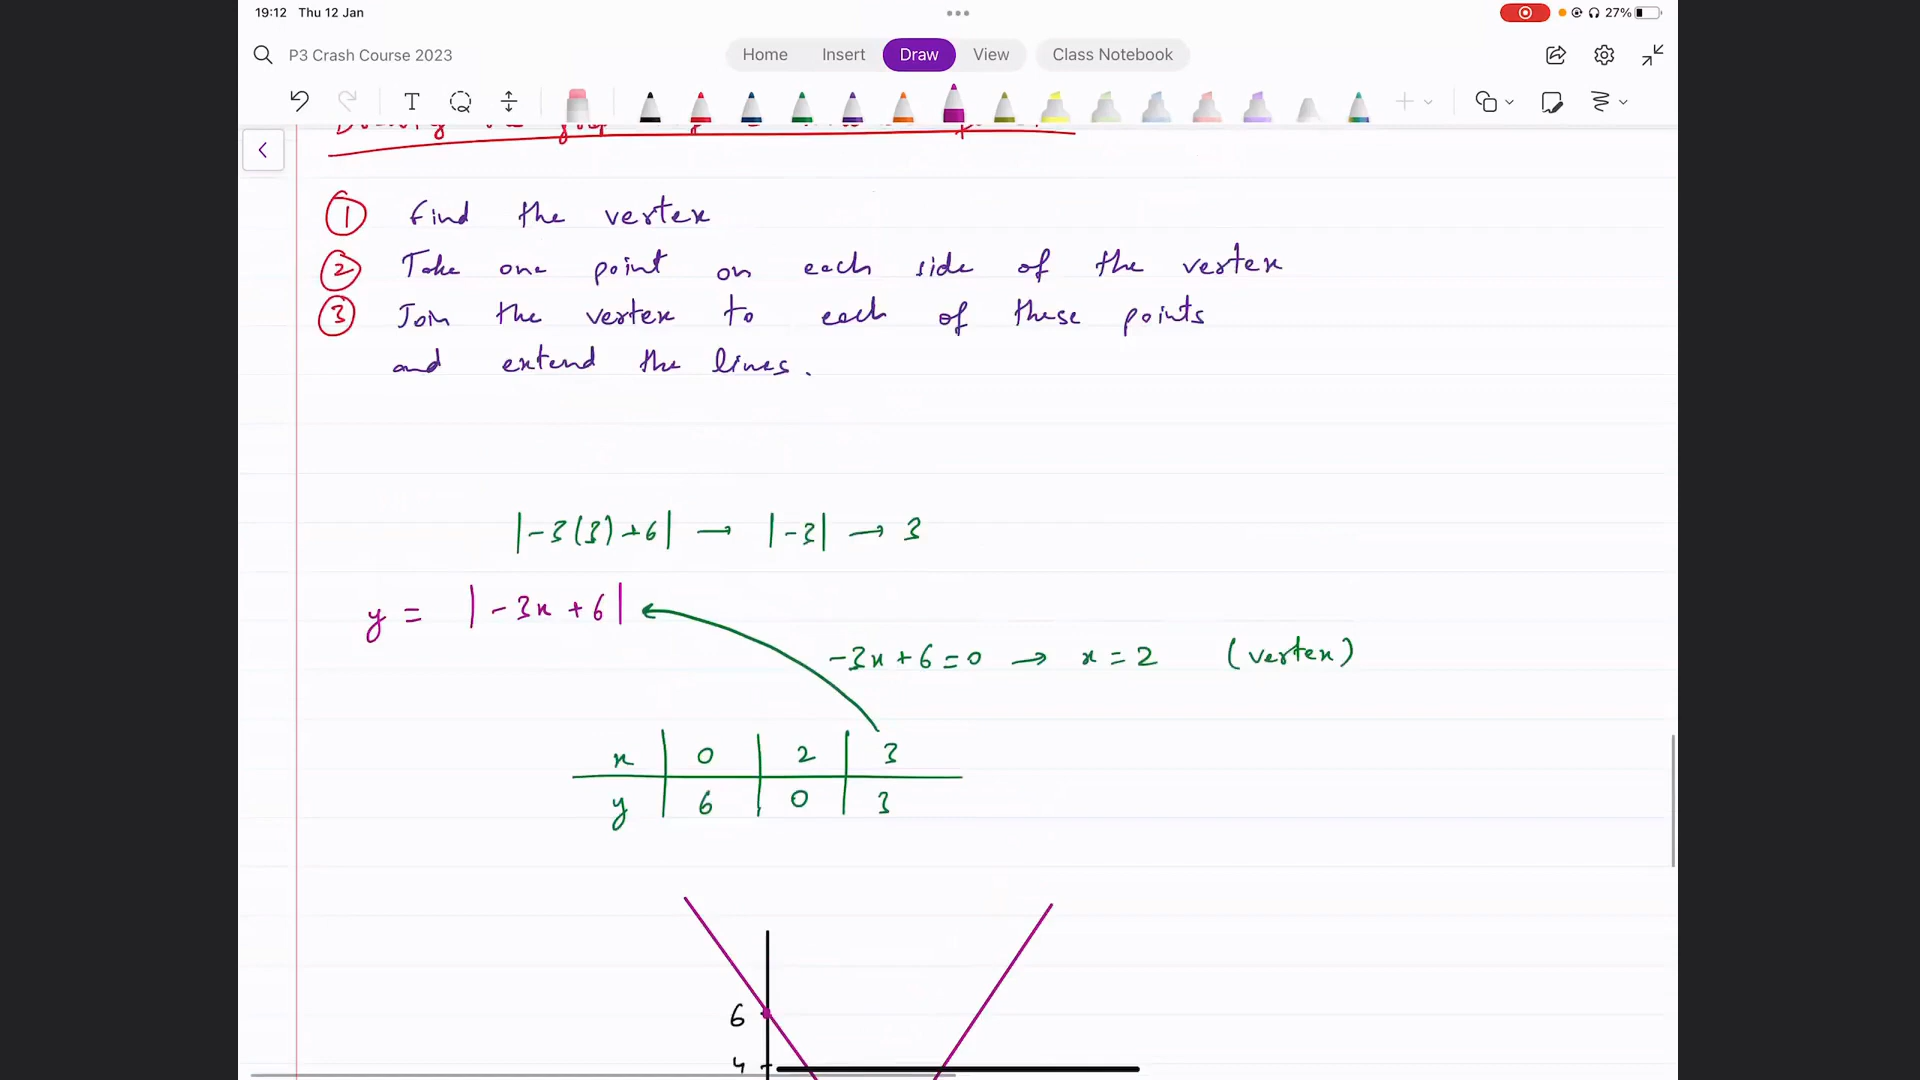 19:12 Thu 12 Jan
27%
P3 Crash Course 2023
Home Insert Draw View Class Notebook
① Find the vertex
② Take one point on each side of the vertex
③ Join the vertex to each of these points
and extend the lines.
|-3(3)+6| → |-3| → 3
y = |-3x+6|
-3x+6=0 → x=2 (vertex)
x 0 2 3
y 6 0 3
6
4